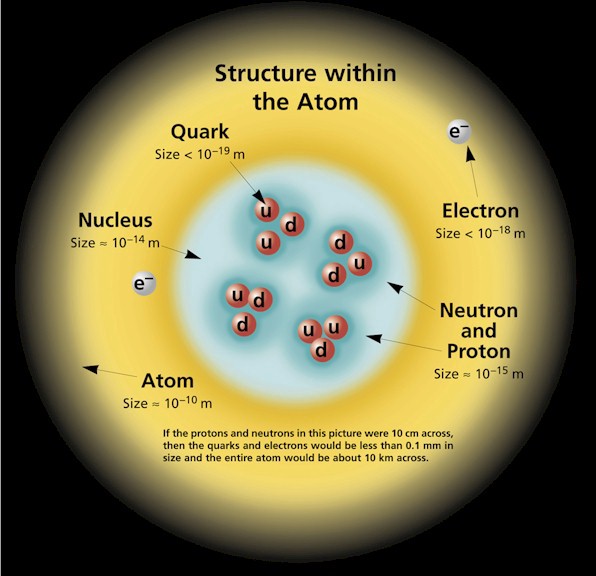 Structure within
the Atom
Quark
Size < 10⁻¹⁹ m
e⁻
u
d
u
Nucleus
Size ≈ 10⁻¹⁴ m
Electron
Size < 10⁻¹⁸ m
d
u
d
e⁻
u d
d
Neutron
and
Proton
Size ≈ 10⁻¹⁵ m
u u
d
Atom
Size ≈ 10⁻¹⁰ m
If the protons and neutrons in this picture were 10 cm across,
then the quarks and electrons would be less than 0.1 mm in
size and the entire atom would be about 10 km across.